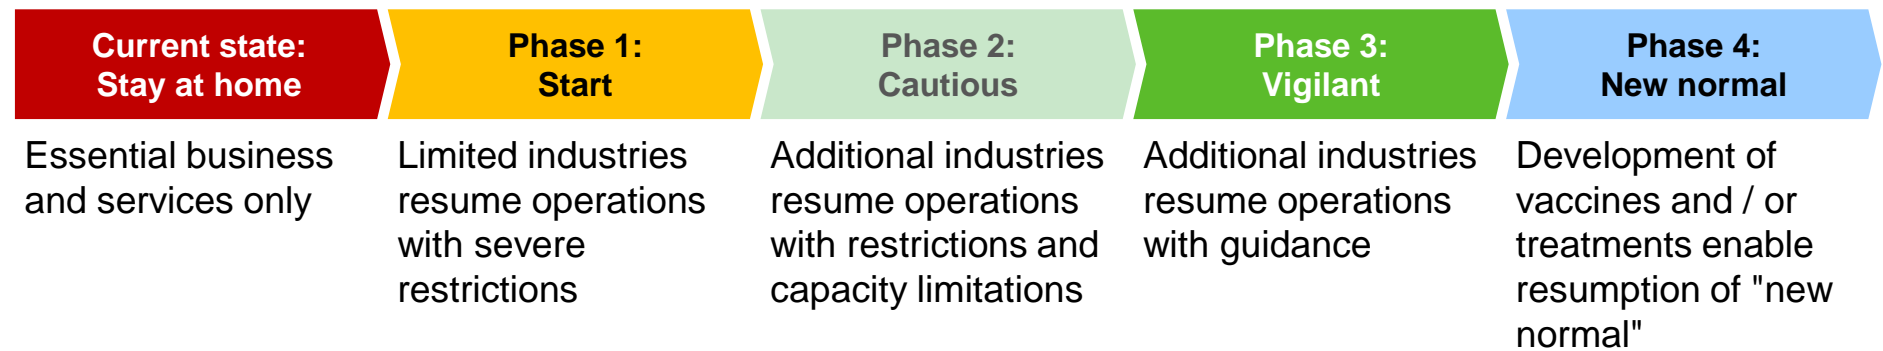 Current state:
Stay at home
Essential business
and services only
Phase 1:
Start
Limited industries
resume operations
with severe
restrictions
Phase 2:
Cautious
Additional industries
resume operations
with restrictions and
capacity limitations
Phase 3:
Vigilant
Additional industries
resume operations
with guidance
Phase 4:
New normal
Development of
vaccines and / or
treatments enable
resumption of "new
normal"